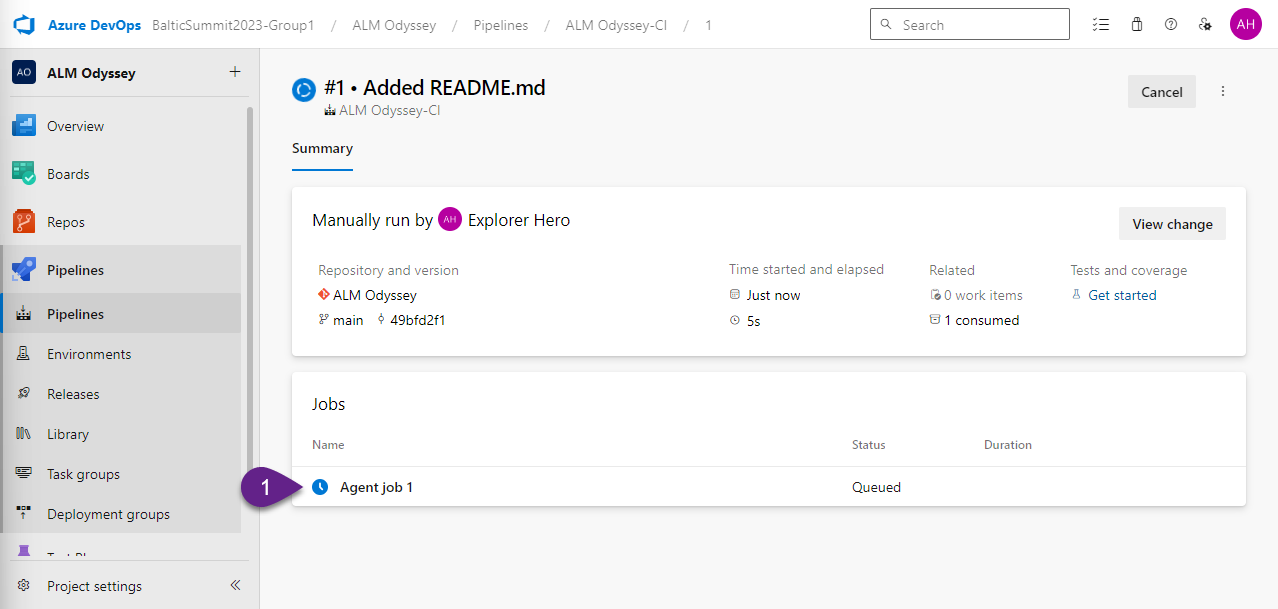 Azure DevOps BalticSummit2023-Group1 / ALM Odyssey / Pipelines / ALM Odyssey-CI / 1 Search AH
AO ALM Odyssey +
Overview
Boards
Repos
Pipelines
Pipelines
Environments
Releases
Library
Task groups
Deployment groups
Project settings
#1 • Added README.md
ALM Odyssey-CI
Cancel
Summary
Manually run by AH Explorer Hero
View change
Repository and version
ALM Odyssey
main 49bfd2f1
Time started and elapsed
Just now
5s
Related
0 work items
1 consumed
Tests and coverage
Get started
Jobs
Name Status Duration
1 Agent job 1 Queued